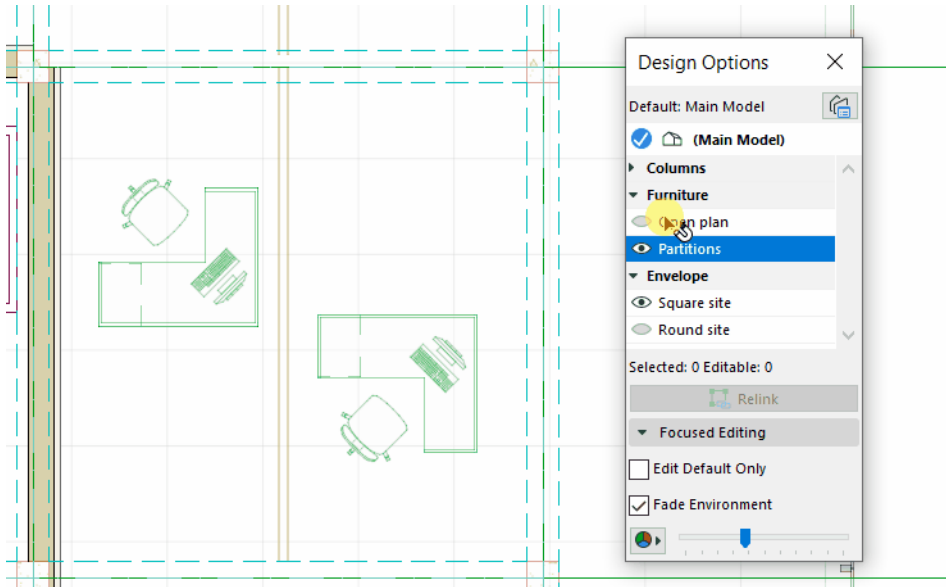 Design Options
Default: Main Model
(Main Model)
Columns
Furniture
Open plan
Partitions
Envelope
Square site
Round site
Selected: 0 Editable: 0
Relink
Focused Editing
Edit Default Only
Fade Environment